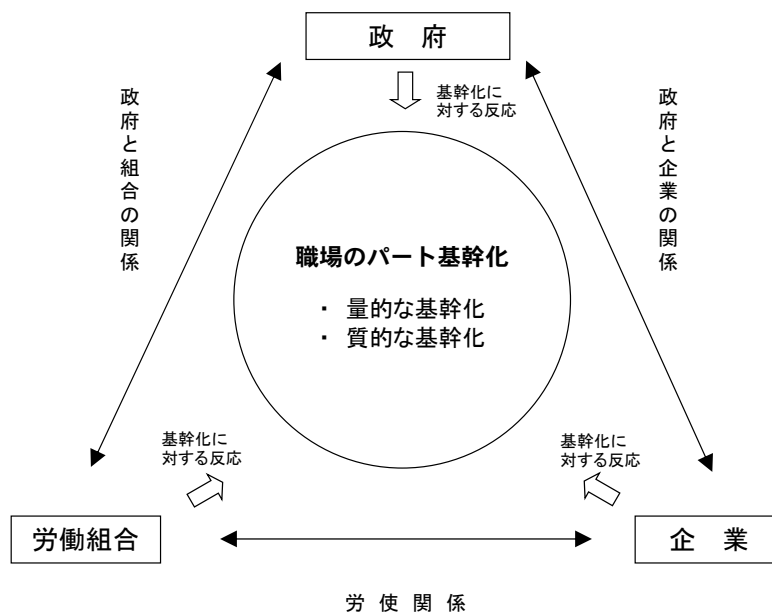 政　府
基幹化に
対する反応
政府と組合の関係
政府と企業の関係
職場のパート基幹化
・ 量的な基幹化
・ 質的な基幹化
基幹化に
対する反応
基幹化に
対する反応
労働組合
企　業
労 使 関 係